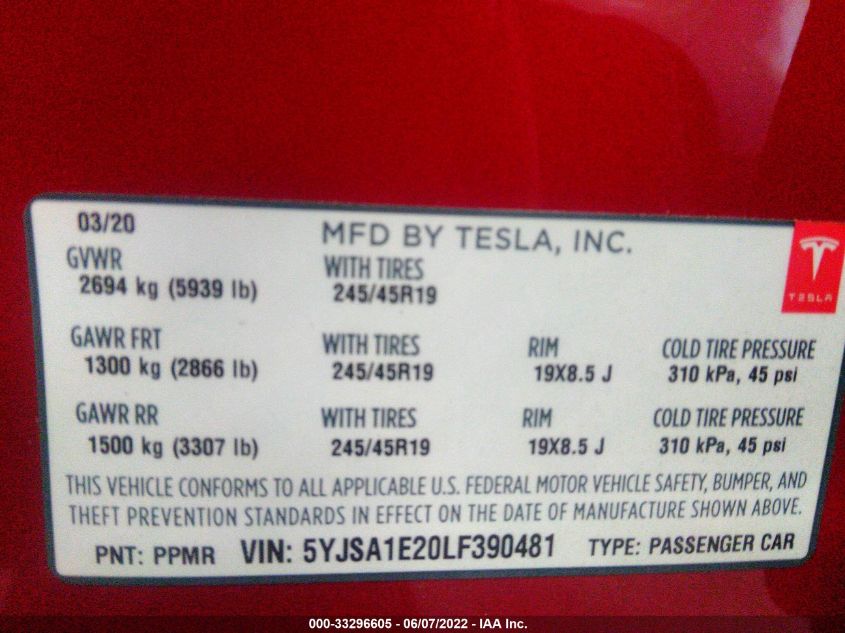 03/20
MFD BY TESLA, INC.
GVWR WITH TIRES
2694 kg (5939 lb) 245/45R19
TESLA
GAWR FRT WITH TIRES RIM COLD TIRE PRESSURE
1300 kg (2866 lb) 245/45R19 19X8.5 J 310 kPa, 45 psi
GAWR RR WITH TIRES RIM COLD TIRE PRESSURE
1500 kg (3307 lb) 245/45R19 19X8.5 J 310 kPa, 45 psi
THIS VEHICLE CONFORMS TO ALL APPLICABLE U.S. FEDERAL MOTOR VEHICLE SAFETY, BUMPER, AND
THEFT PREVENTION STANDARDS IN EFFECT ON THE DATE OF MANUFACTURE SHOWN ABOVE.
PNT: PPMR VIN: 5YJSA1E20LF390481 TYPE: PASSENGER CAR
000-33296605 - 06/07/2022 - IAA Inc.